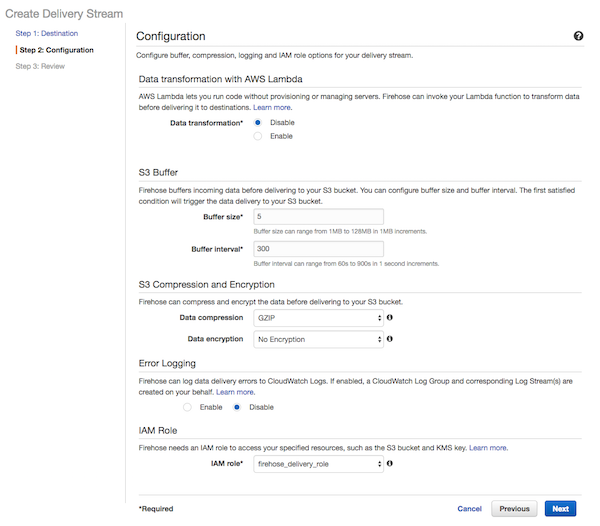 Create Delivery Stream
Step 1: Destination
Step 2: Configuration
Step 3: Review
Configuration
Configure buffer, compression, logging and IAM role options for your delivery stream.
Data transformation with AWS Lambda
AWS Lambda lets you run code without provisioning or managing servers. Firehose can invoke your Lambda function to transform data
before delivering it to destinations. Learn more.
Data transformation* Disable
Enable
S3 Buffer
Firehose buffers incoming data before delivering to your S3 bucket. You can configure buffer size and buffer interval. The first satisfied
condition will trigger the data delivery to your S3 bucket.
Buffer size* 5
Buffer size can range from 1MB to 128MB in 1MB increments.
Buffer interval* 300
Buffer interval can range from 60s to 900s in 1 second increments.
S3 Compression and Encryption
Firehose can compress and encrypt the data before delivering to your S3 bucket.
Data compression GZIP
Data encryption No Encryption
Error Logging
Firehose can log data delivery errors to CloudWatch Logs. If enabled, a CloudWatch Log Group and corresponding Log Stream(s) are
created on your behalf. Learn more.
Enable Disable
IAM Role
Firehose needs an IAM role to access your specified resources, such as the S3 bucket and KMS key. Learn more.
IAM role* firehose_delivery_role
*Required Cancel Previous Next